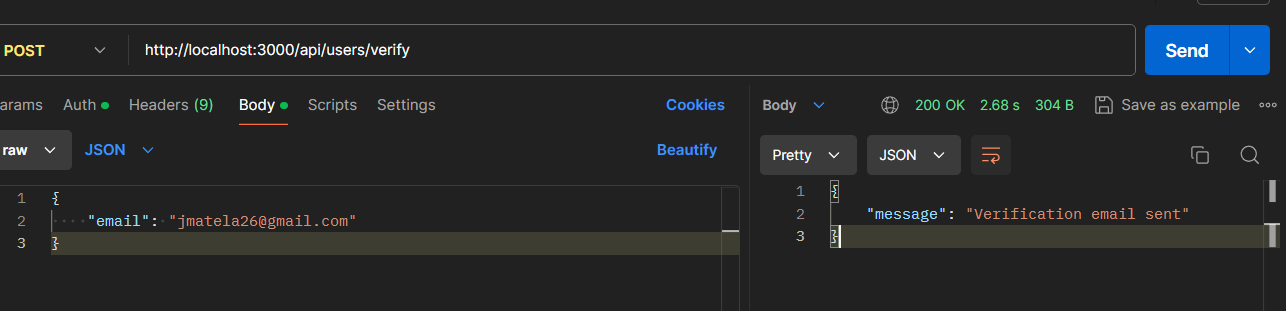 POST http://localhost:3000/api/users/verify Send
arams Auth Headers (9) Body Scripts Settings Cookies
raw JSON Beautify
1 {
2 "email": "jmatela26@gmail.com"
3 }
Body 200 OK 2.68 s 304 B Save as example
Pretty JSON
1 {
2 "message": "Verification email sent"
3 }